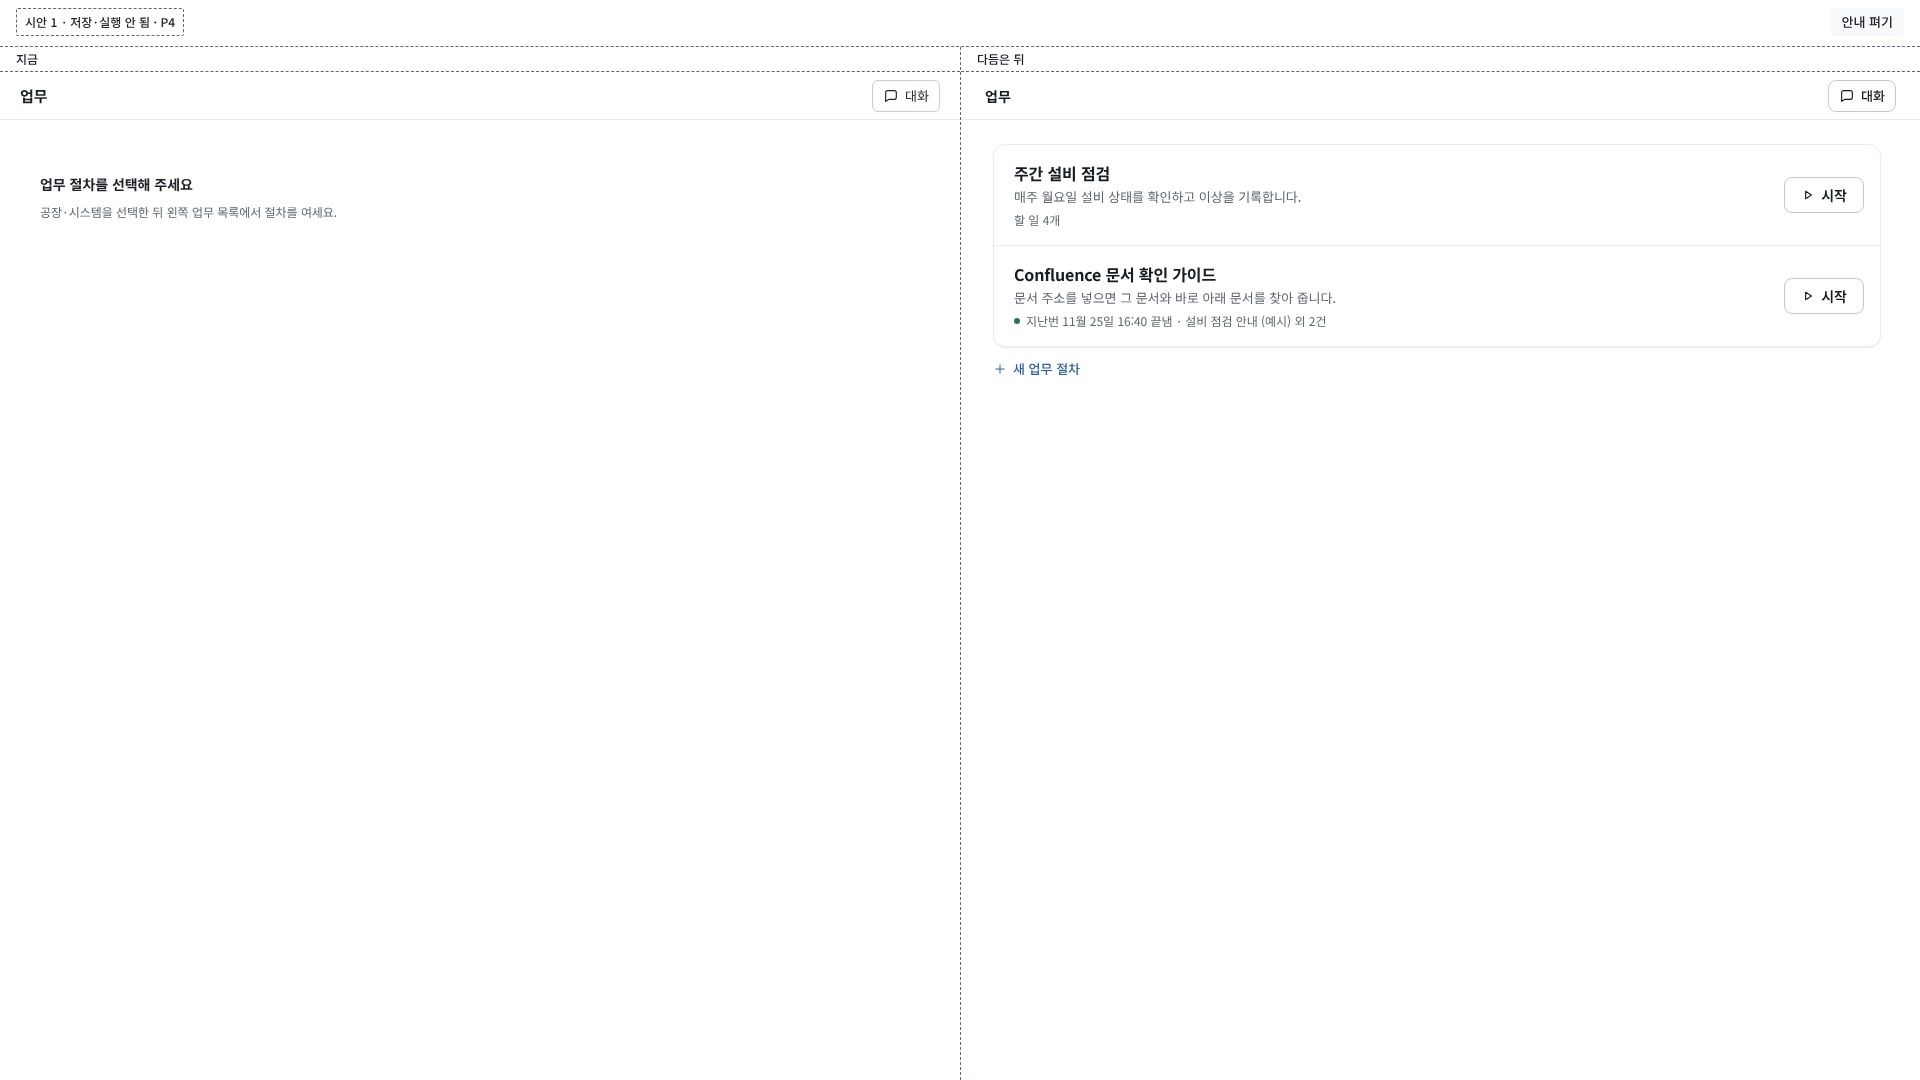 시안 1 · 저장·실행 안 됨 · P4
안내 펴기
지금
업무
대화
업무 절차를 선택해 주세요
공장·시스템을 선택한 뒤 왼쪽 업무 목록에서 절차를 여세요.
다듬은 뒤
업무
대화
주간 설비 점검
매주 월요일 설비 상태를 확인하고 이상을 기록합니다.
할 일 4개
시작
Confluence 문서 확인 가이드
문서 주소를 넣으면 그 문서와 바로 아래 문서를 찾아 줍니다.
지난번 11월 25일 16:40 끝냄 · 설비 점검 안내 (예시) 외 2건
시작
새 업무 절차